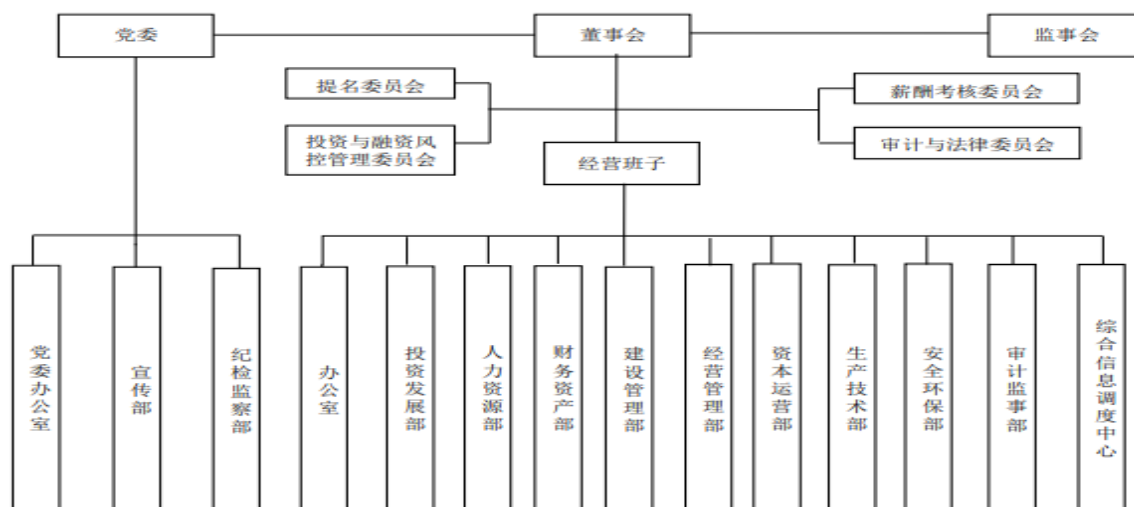 党委
董事会
监事会
提名委员会
薪酬考核委员会
投资与融资风
控管理委员会
审计与法律委员会
经营班子
党委办公室
宣传部
纪检监察部
办公室
投资发展部
人力资源部
财务资产部
建设管理部
经营管理部
资本运营部
生产技术部
安全环保部
审计监事部
综合信息调度中心